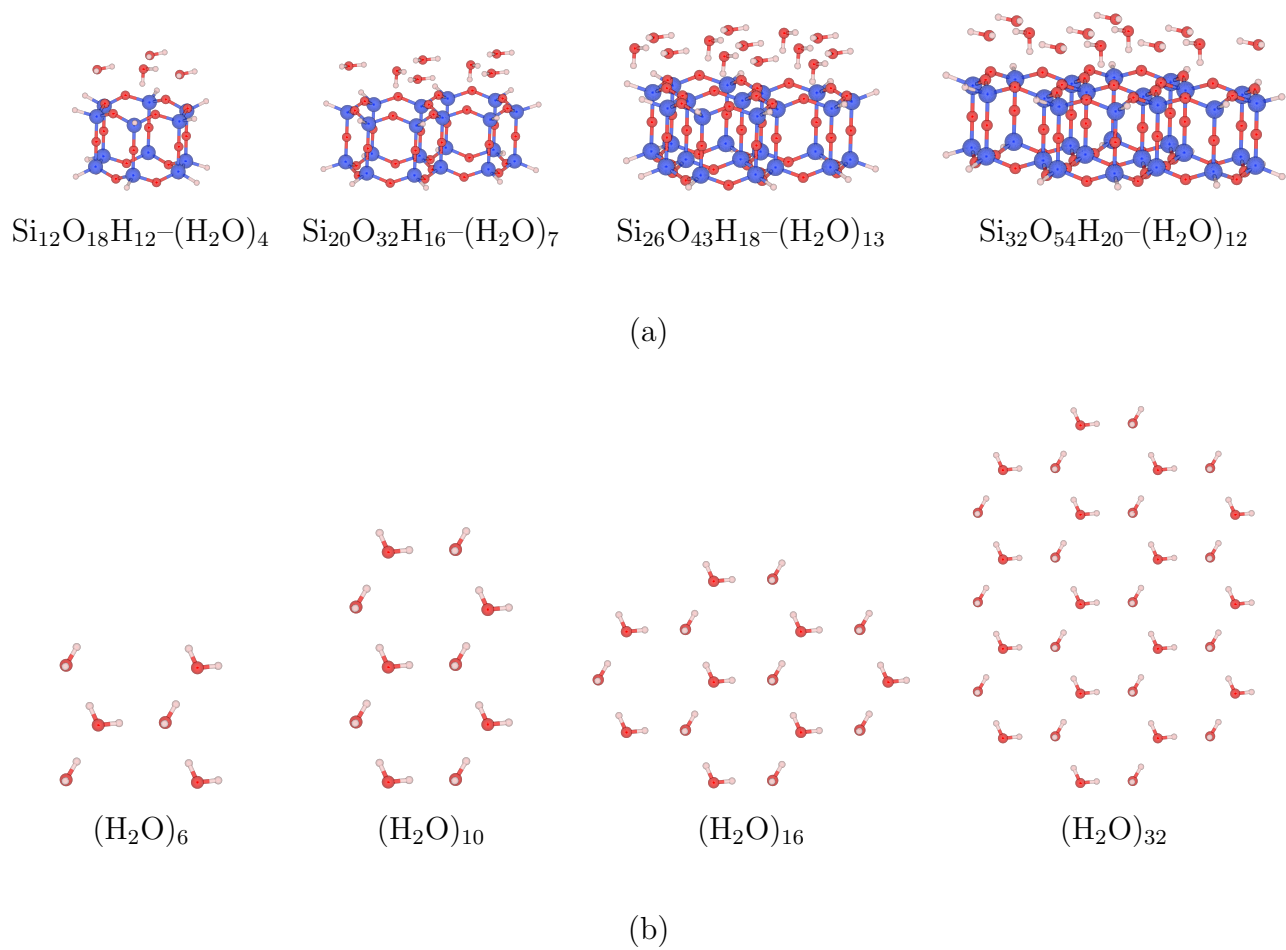 Si₁₂O₁₈H₁₂–(H₂O)₄ Si₂₀O₃₂H₁₆–(H₂O)₇ Si₂₆O₄₃H₁₈–(H₂O)₁₃ Si₃₂O₅₄H₂₀–(H₂O)₁₂
(a)
(H₂O)₆ (H₂O)₁₀ (H₂O)₁₆ (H₂O)₃₂
(b)